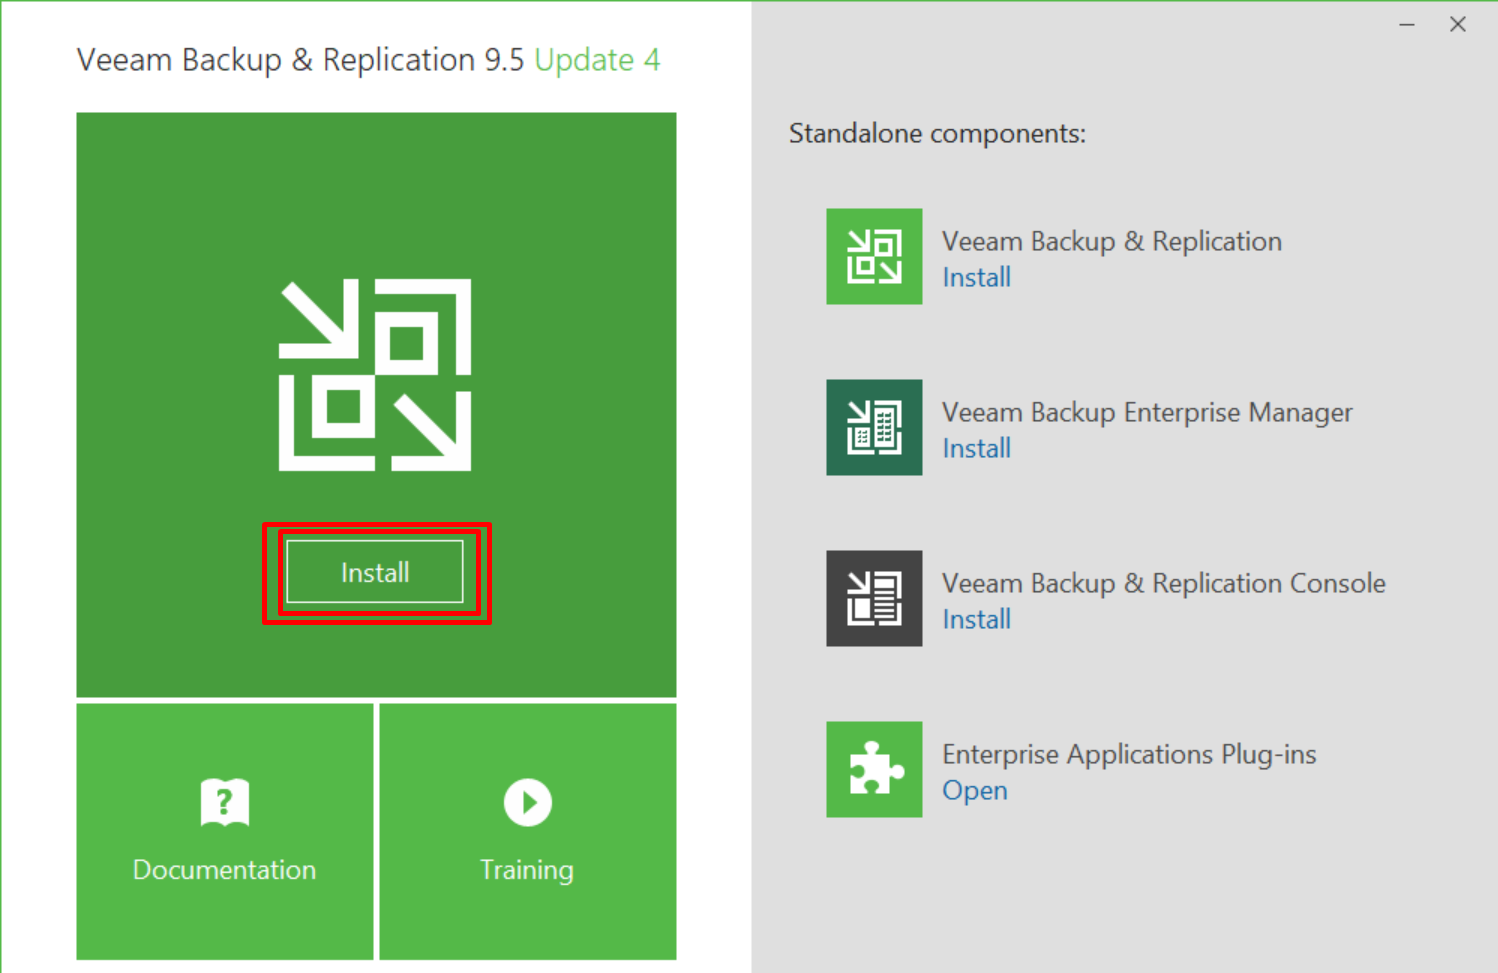 Veeam Backup & Replication 9.5 Update 4
Install
Documentation
Training
Standalone components:
Veeam Backup & Replication
Install
Veeam Backup Enterprise Manager
Install
Veeam Backup & Replication Console
Install
Enterprise Applications Plug-ins
Open